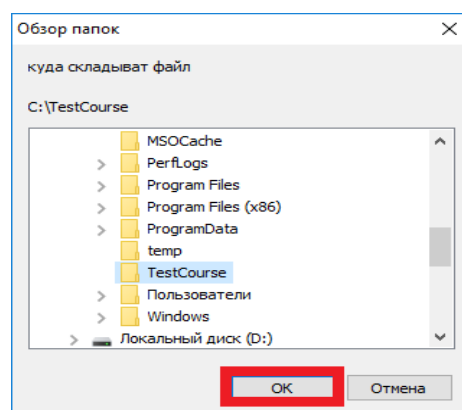 Обзор папок
куда складыват файл
C:\TestCourse
MSOCache
PerfLogs
Program Files
Program Files (x86)
ProgramData
temp
TestCourse
Пользователи
Windows
Локальный диск (D:)
OK Отмена